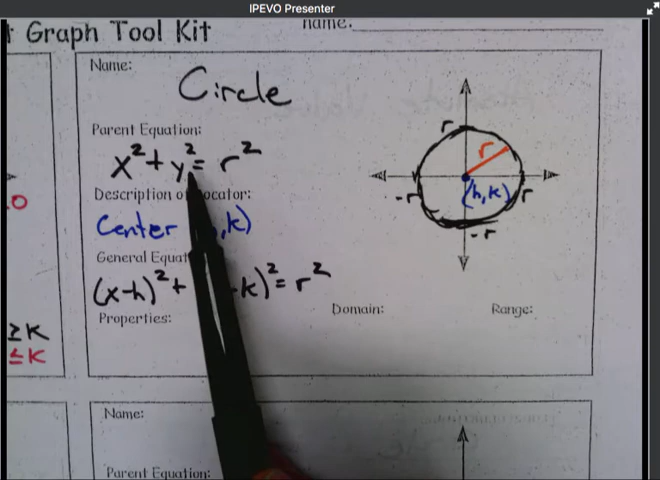 IPEVO Presenter
Graph Tool Kit
name:
Name:
Circle
Parent Equation:
x² + y² = r²
Description of Locator:
Center ,k)
General Equat
(x-h)² + -k)² = r²
Properties:
Domain:
Range:
r
r
(h,k)
-r
r
-r
0
≥K
≤K
Name:
Parent Equation: